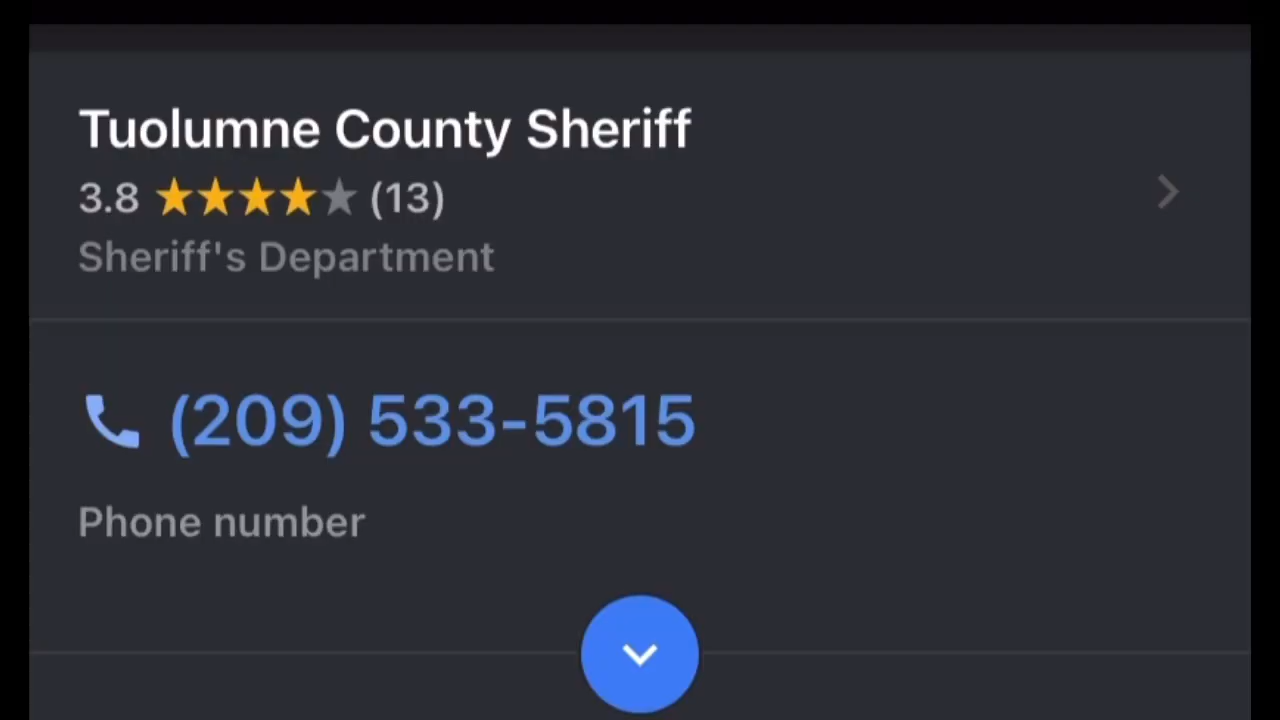 Tuolumne County Sheriff
3.8 ★★★★★ (13)
Sheriff's Department
(209) 533-5815
Phone number